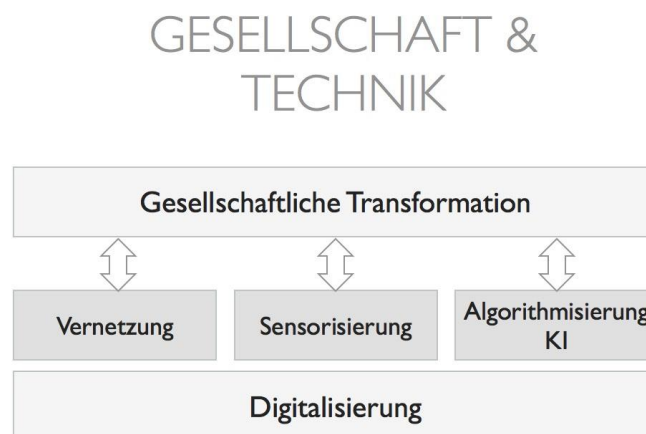 GESELLSCHAFT &
TECHNIK
Gesellschaftliche Transformation
Vernetzung
Sensorisierung
Algorithmisierung
KI
Digitalisierung